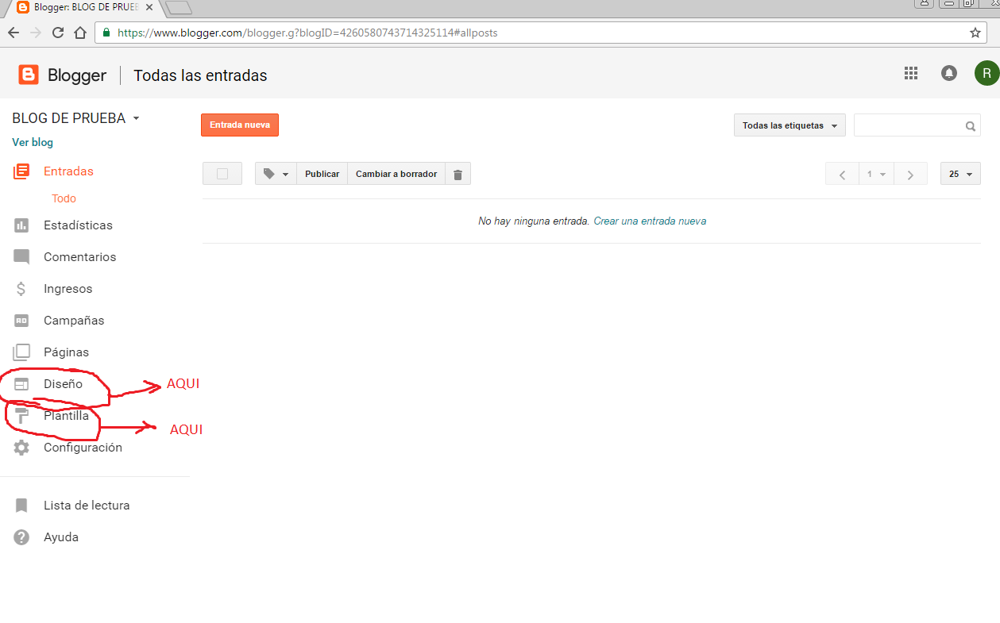 Blogger: BLOG DE PRUEB
https://www.blogger.com/blogger.g?blogID=4260580743714325114#allposts
Blogger Todas las entradas R
BLOG DE PRUEBA
Entrada nueva
Todas las etiquetas
Ver blog
Entradas
Publicar Cambiar a borrador 1 25
Todo
No hay ninguna entrada. Crear una entrada nueva
Estadísticas
Comentarios
$ Ingresos
AD Campañas
Páginas
Diseño AQUI
Plantilla AQUI
Configuración
Lista de lectura
? Ayuda